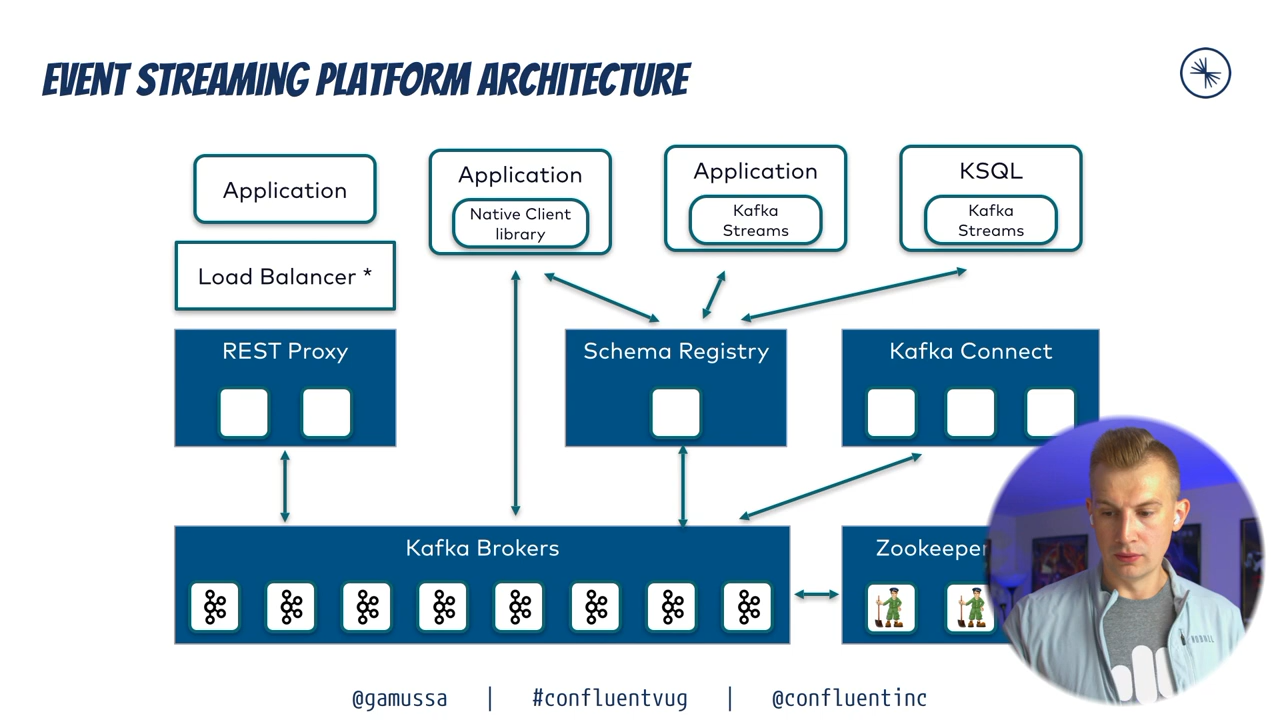 EVENT STREAMING PLATFORM ARCHITECTURE
Application
Load Balancer *
Application
Native Client
library
Application
Kafka
Streams
KSQL
Kafka
Streams
REST Proxy
Schema Registry
Kafka Connect
Kafka Brokers
Zookeeper
@gamussa | #confluentvug | @confluentinc